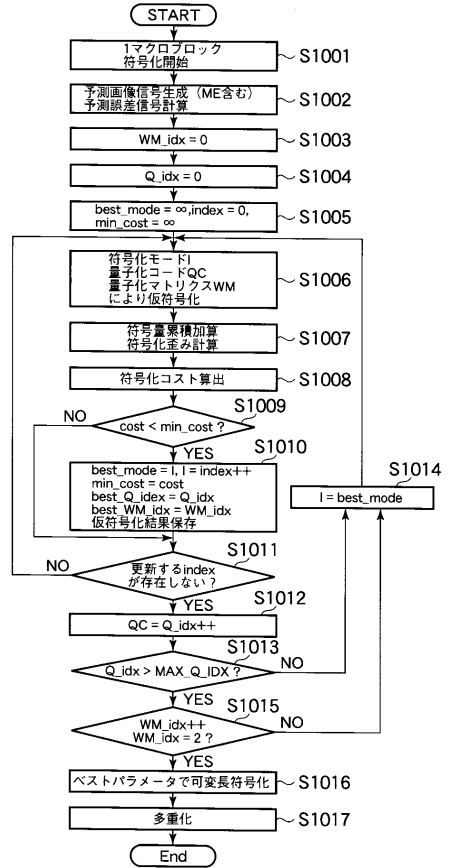 START
1マクロブロック
符号化開始
S1001
予測画像信号生成（ME含む）
予測誤差信号計算
S1002
WM_idx = 0
S1003
Q_idx = 0
S1004
best_mode = ∞,index = 0,
min_cost = ∞
S1005
符号化モードI
量子化コードQC
量子化マトリクスWM
により仮符号化
S1006
符号量累積加算
符号化歪み計算
S1007
符号化コスト算出
S1008
S1009
NO
cost < min_cost ?
YES
S1010
best_mode = I, I = index++
min_cost = cost
best_Q_idex = Q_idx
best_WM_idx = WM_idx
仮符号化結果保存
S1014
I = best_mode
S1011
NO
更新するindex
が存在しない ?
YES
S1012
QC = Q_idx++
S1013
Q_idx > MAX_Q_IDX ?
NO
YES
S1015
WM_idx++
WM_idx = 2 ?
NO
YES
ベストパラメータで可変長符号化
S1016
多重化
S1017
End